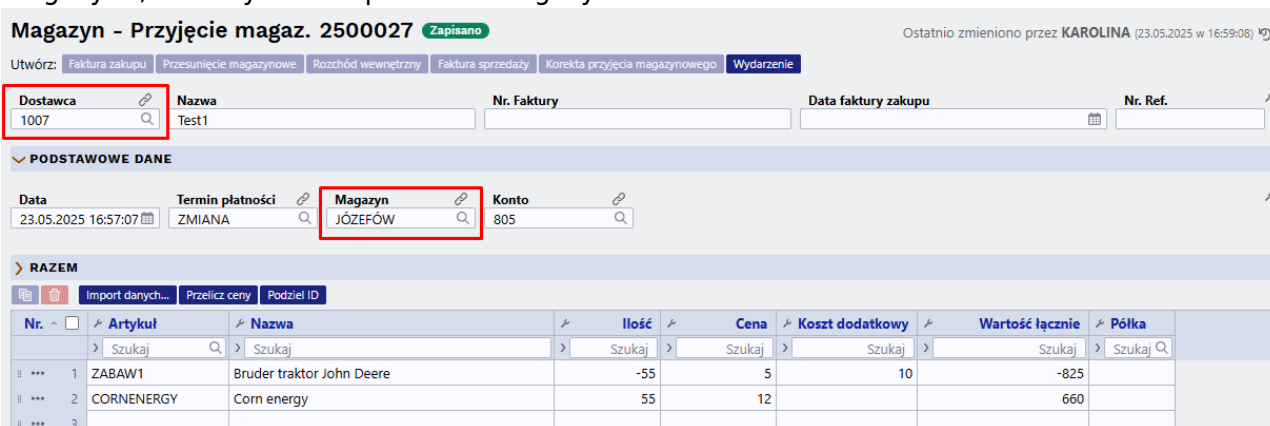 Magazyn - Przyjęcie magaz. 2500027 Zapisano
Ostatnio zmieniono przez KAROLINA (23.05.2025 w 16:59:08)
Utwórz: Faktura zakupu Przesunięcie magazynowe Rozchód wewnętrzny Faktura sprzedaży Korekta przyjęcia magazynowego Wydarzenie
Dostawca Nazwa Nr. Faktury Data faktury zakupu Nr. Ref.
1007 Test1
PODSTAWOWE DANE
Data Termin płatności Magazyn Konto
23.05.2025 16:57:07 ZMIANA JÓZEFÓW 805
RAZEM
Import danych... Przelicz ceny Podziel ID
Nr. Artykuł Nazwa Ilość Cena Koszt dodatkowy Wartość łącznie Półka
Szukaj Szukaj Szukaj Szukaj Szukaj Szukaj Szukaj
1 ZABAW1 Bruder traktor John Deere -55 5 10 -825
2 CORNENERGY Corn energy 55 12 660
3